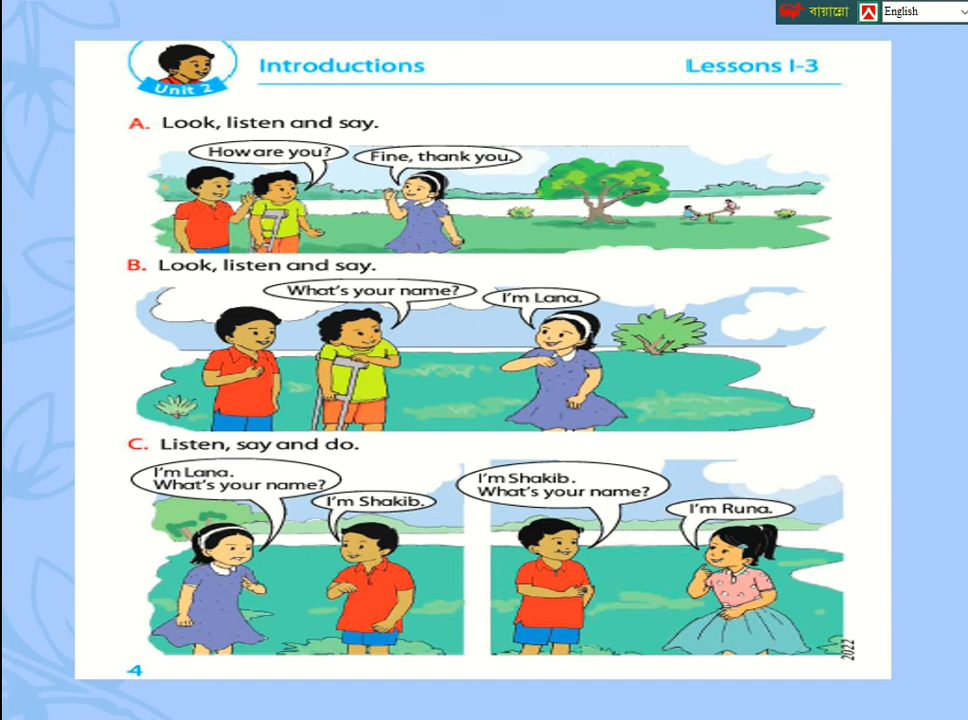 বায়ান্নো
English
Unit 2
Introductions
Lessons 1-3
A. Look, listen and say.
How are you?
Fine, thank you.
B. Look, listen and say.
What's your name?
I'm Lana.
C. Listen, say and do.
I'm Lana.
What's your name?
I'm Shakib.
I'm Shakib.
What's your name?
I'm Runa.
4
2022